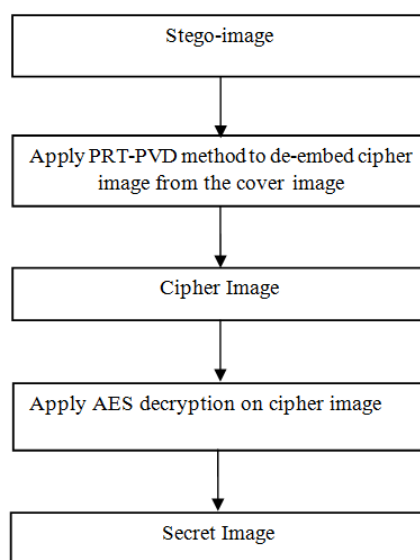 Stego-image
Apply PRT-PVD method to de-embed cipher
image from the cover image
Cipher Image
Apply AES decryption on cipher image
Secret Image